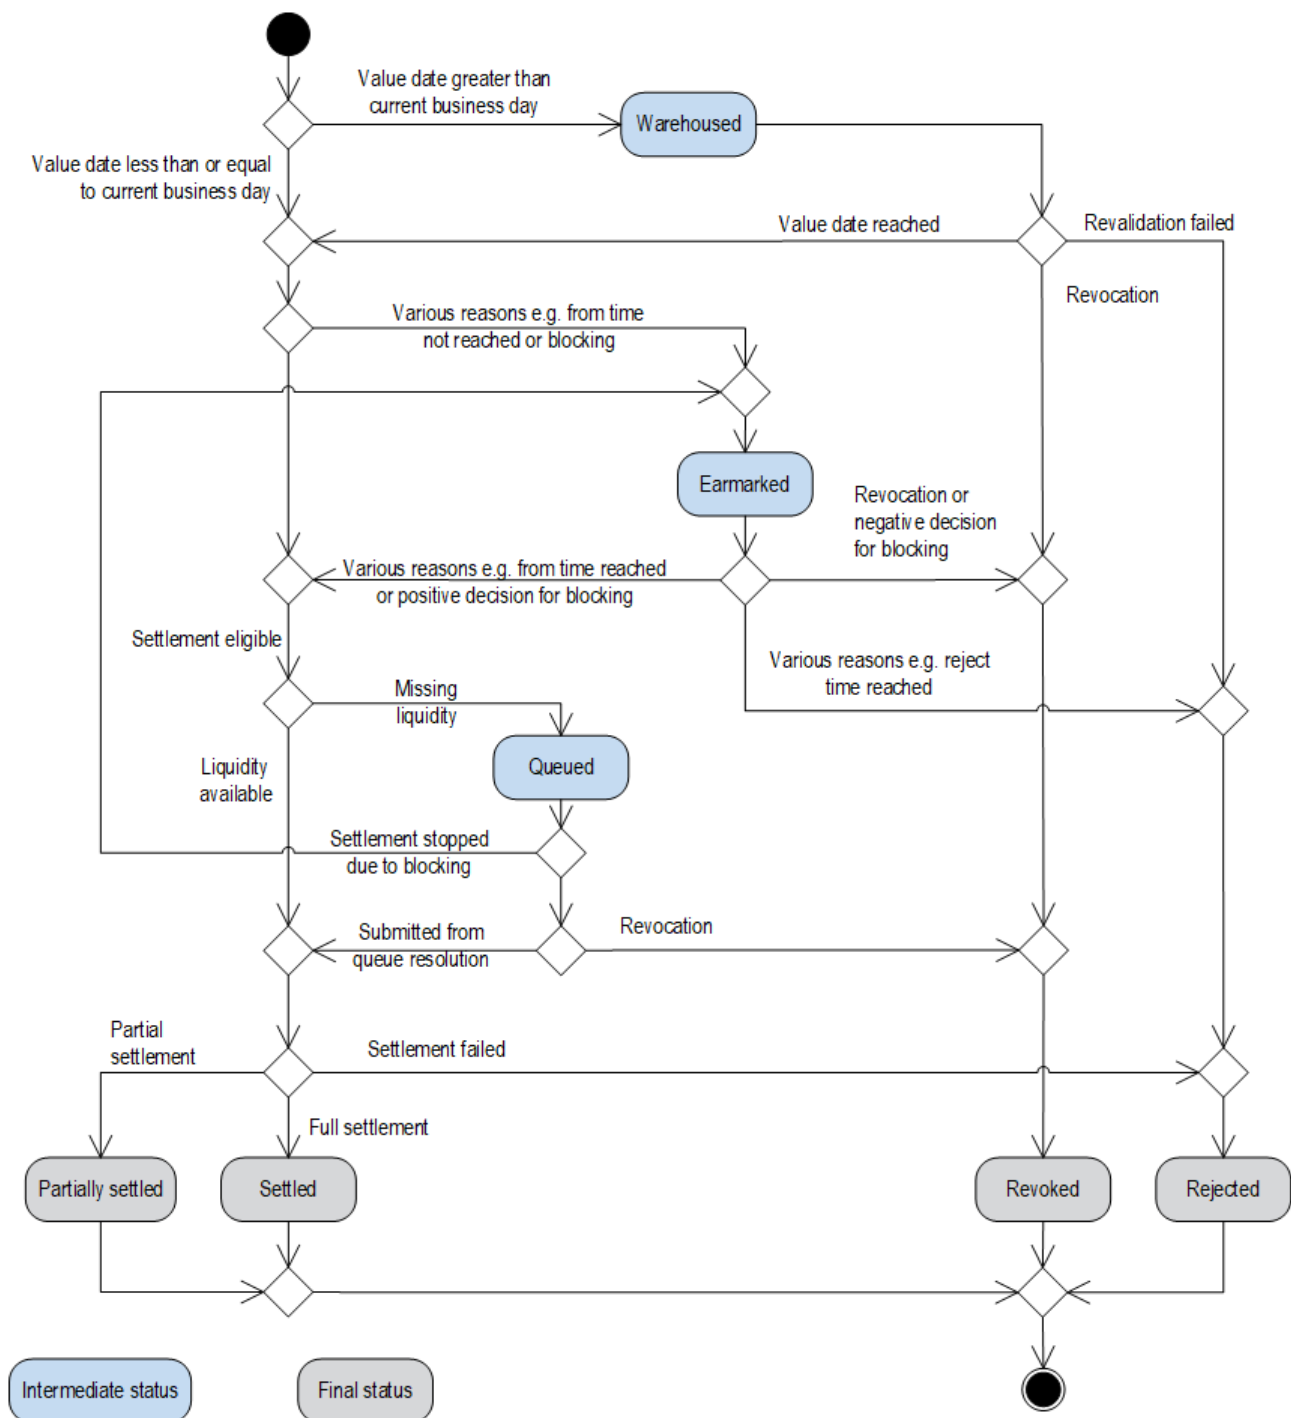 Value date greater than
current business day
Warehoused
Value date less than or equal
to current business day
Value date reached
Revalidation failed
Revocation
Various reasons e.g. from time
not reached or blocking
Earmarked
Revocation or
negative decision
for blocking
Various reasons e.g. from time reached
or positive decision for blocking
Settlement eligible
Various reasons e.g. reject
time reached
Missing
liquidity
Liquidity
available
Queued
Settlement stopped
due to blocking
Submitted from
queue resolution
Revocation
Partial
settlement
Settlement failed
Full settlement
Partially settled
Settled
Revoked
Rejected
Intermediate status
Final status